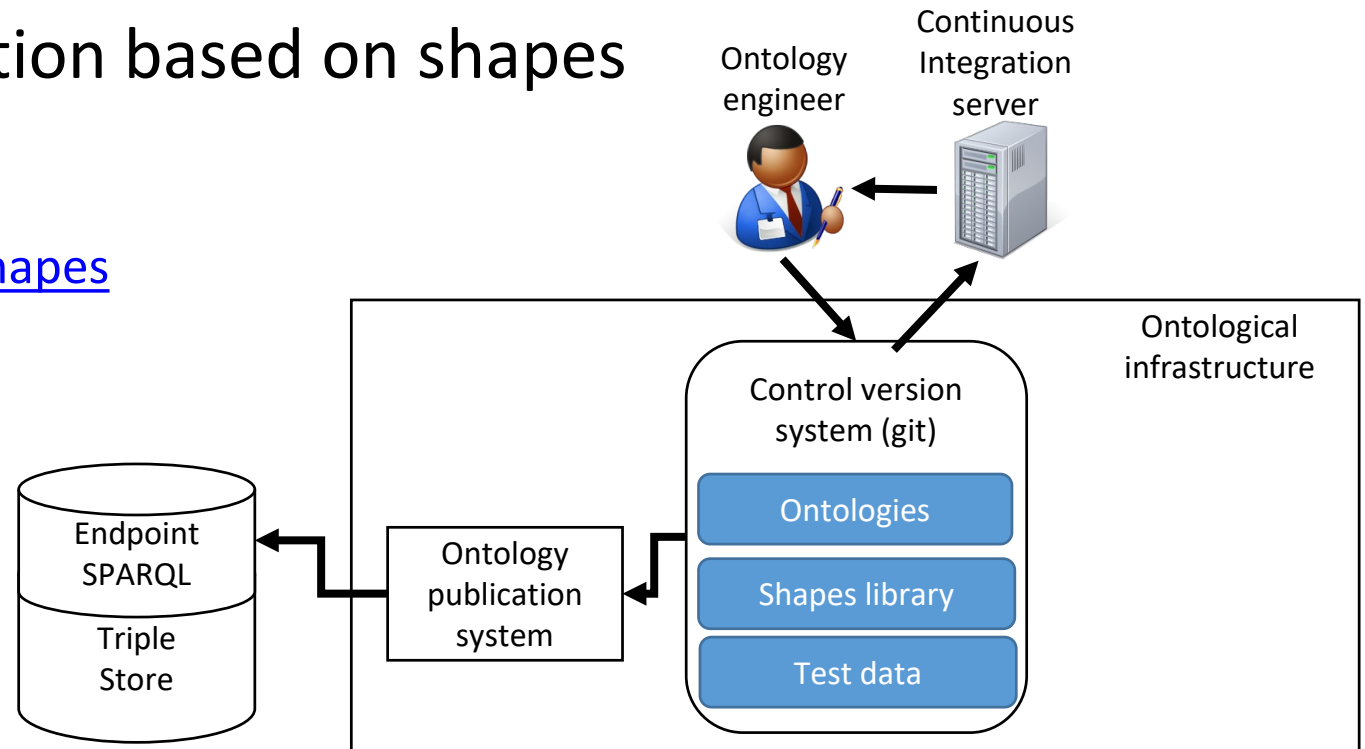 tion based on shapes
hapes
Ontology
engineer
Continuous
Integration
server
Ontological
infrastructure
Control version
system (git)
Ontologies
Shapes library
Test data
Ontology
publication
system
Endpoint
SPARQL
Triple
Store